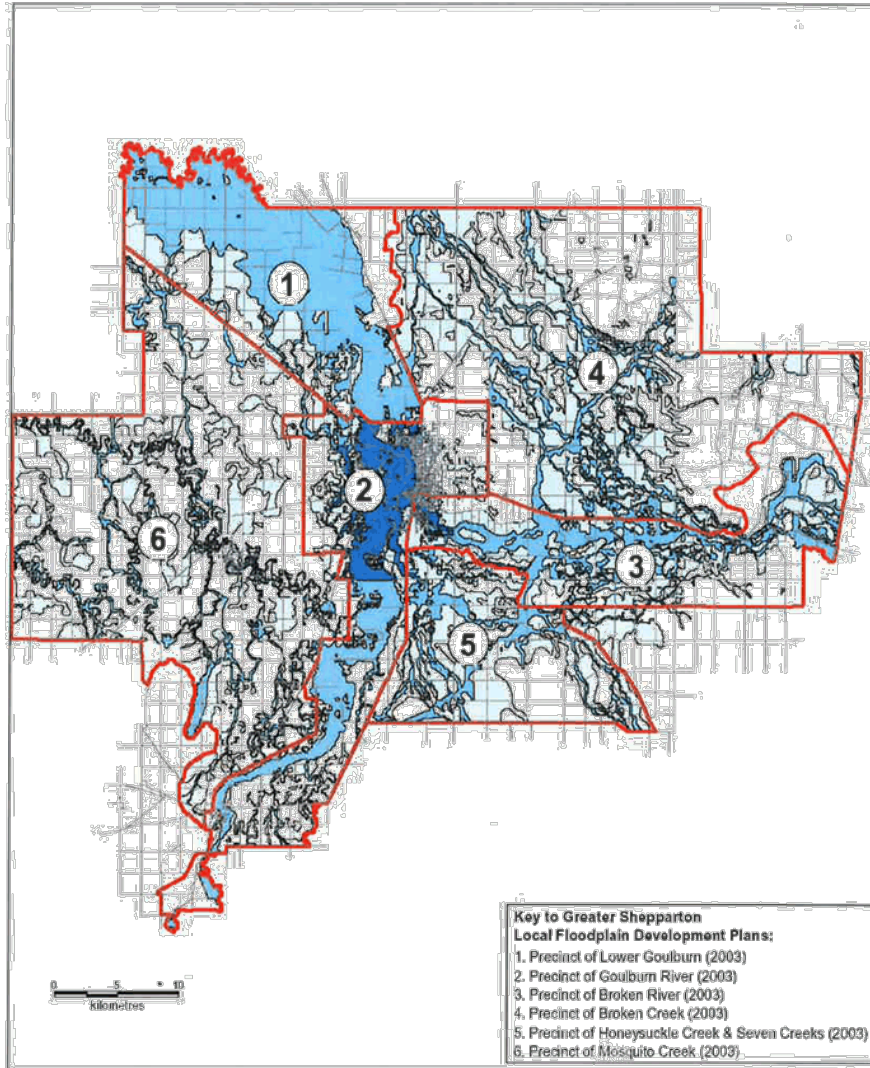 1
4
2
6
3
5
0 5 10
kilometres
Key to Greater Shepparton
Local Floodplain Development Plans:
1. Precinct of Lower Goulburn (2003)
2. Precinct of Goulburn River (2003)
3. Precinct of Broken River (2003)
4. Precinct of Broken Creek (2003)
5. Precinct of Honeysuckle Creek & Seven Creeks (2003)
6. Precinct of Mosquito Creek (2003)